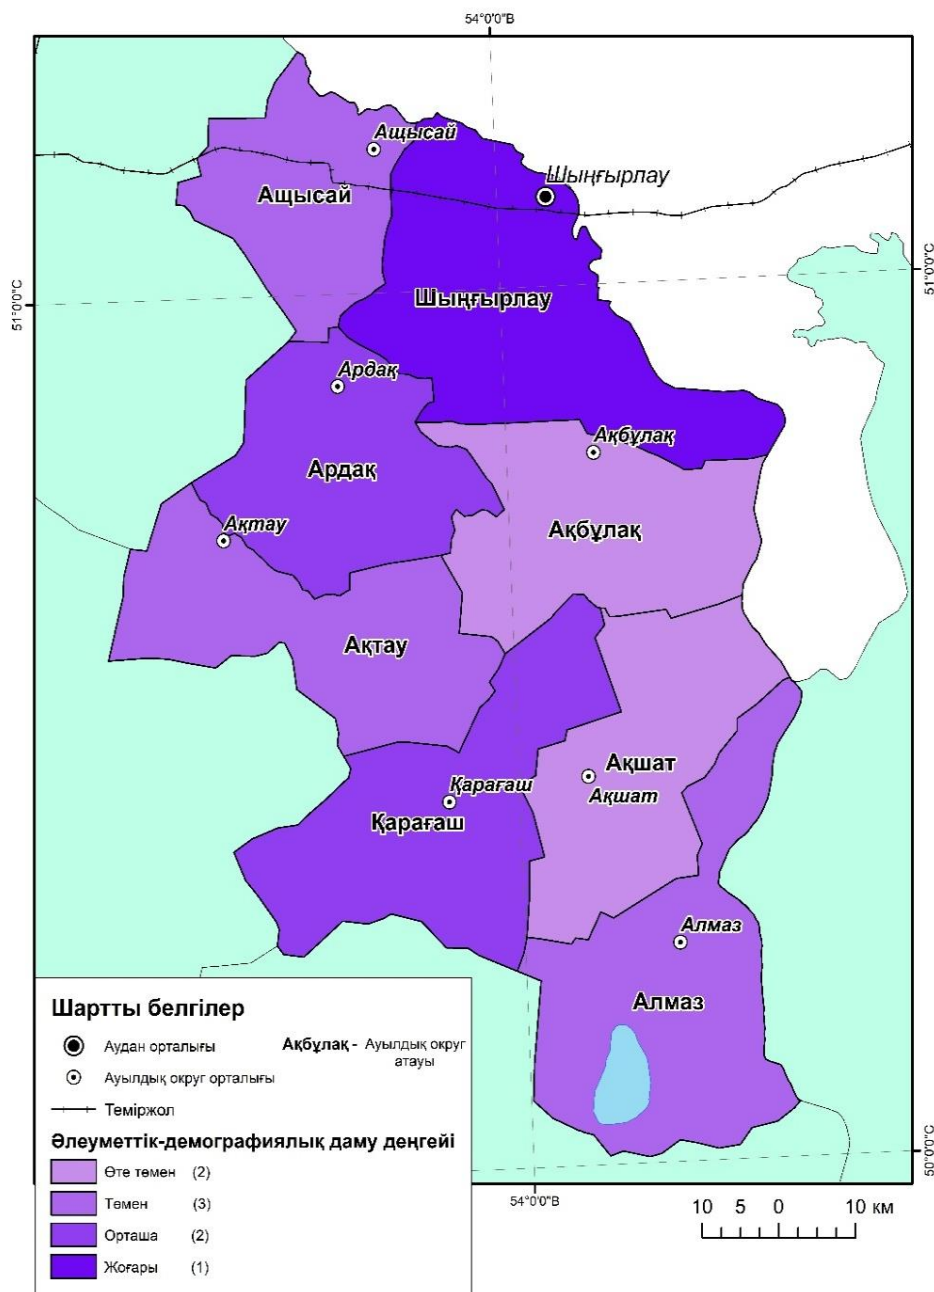 54°0'0"В
Ащысай
Шыңғырлау
Ащысай
51°0'0"С
51°0'0"С
Шыңғырлау
Ардақ
Ақбұлақ
Ардақ
Ақтау
Ақбұлақ
Ақтау
Ақшат
Қарағаш
Ақшат
Қарағаш
Алмаз
Алмаз
Шартты белгілер
Аудан орталығы
Ақбұлақ - Ауылдық округ
атауы
Ауылдық округ орталығы
Теміржол
Әлеуметтік-демографиялық даму деңгейі
Өте төмен (2)
Төмен (3)
Орташа (2)
Жоғары (1)
50°0'0"С
54°0'0"В
10 5 0 10 км